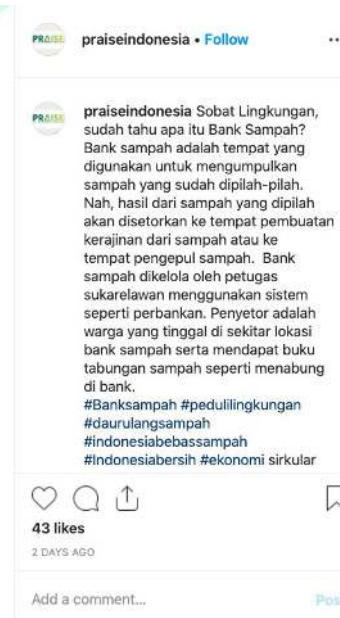 PRAISE
praiseindonesia • Follow
PRAISE
praiseindonesia Sobat Lingkungan,
sudah tahu apa itu Bank Sampah?
Bank sampah adalah tempat yang
digunakan untuk mengumpulkan
sampah yang sudah dipilah-pilah.
Nah, hasil dari sampah yang dipilah
akan disetorkan ke tempat pembuatan
kerajinan dari sampah atau ke
tempat pengepul sampah. Bank
sampah dikelola oleh petugas
sukarelawan menggunakan sistem
seperti perbankan. Penyetor adalah
warga yang tinggal di sekitar lokasi
bank sampah serta mendapat buku
tabungan sampah seperti menabung
di bank.
#Banksampah #pedulilingkungan
#daurulangsampah
#indonesiabebassampah
#Indonesiabersih #ekonomi sirkular
43 likes
2 DAYS AGO
Add a comment...
Pos